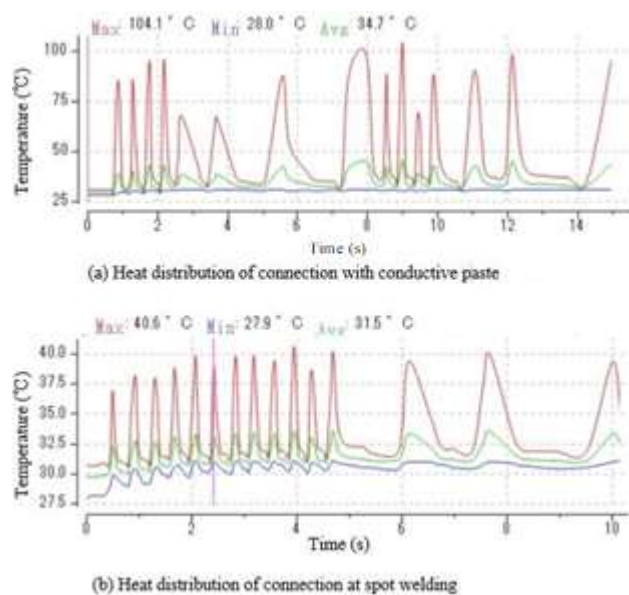 Max: 104.1 ° C Min: 28.0 ° C Ave: 34.7 ° C
100
75
50
25
Temperature (℃)
0 2 4 6 8 10 12 14
Time (s)
(a) Heat distribution of connection with conductive paste
Max: 40.6 ° C Min: 27.9 ° C Ave: 31.5 ° C
40.0
37.5
35.0
32.5
30.0
27.5
Temperature (℃)
0 2 4 6 8 10
Time (s)
(b) Heat distribution of connection at spot welding